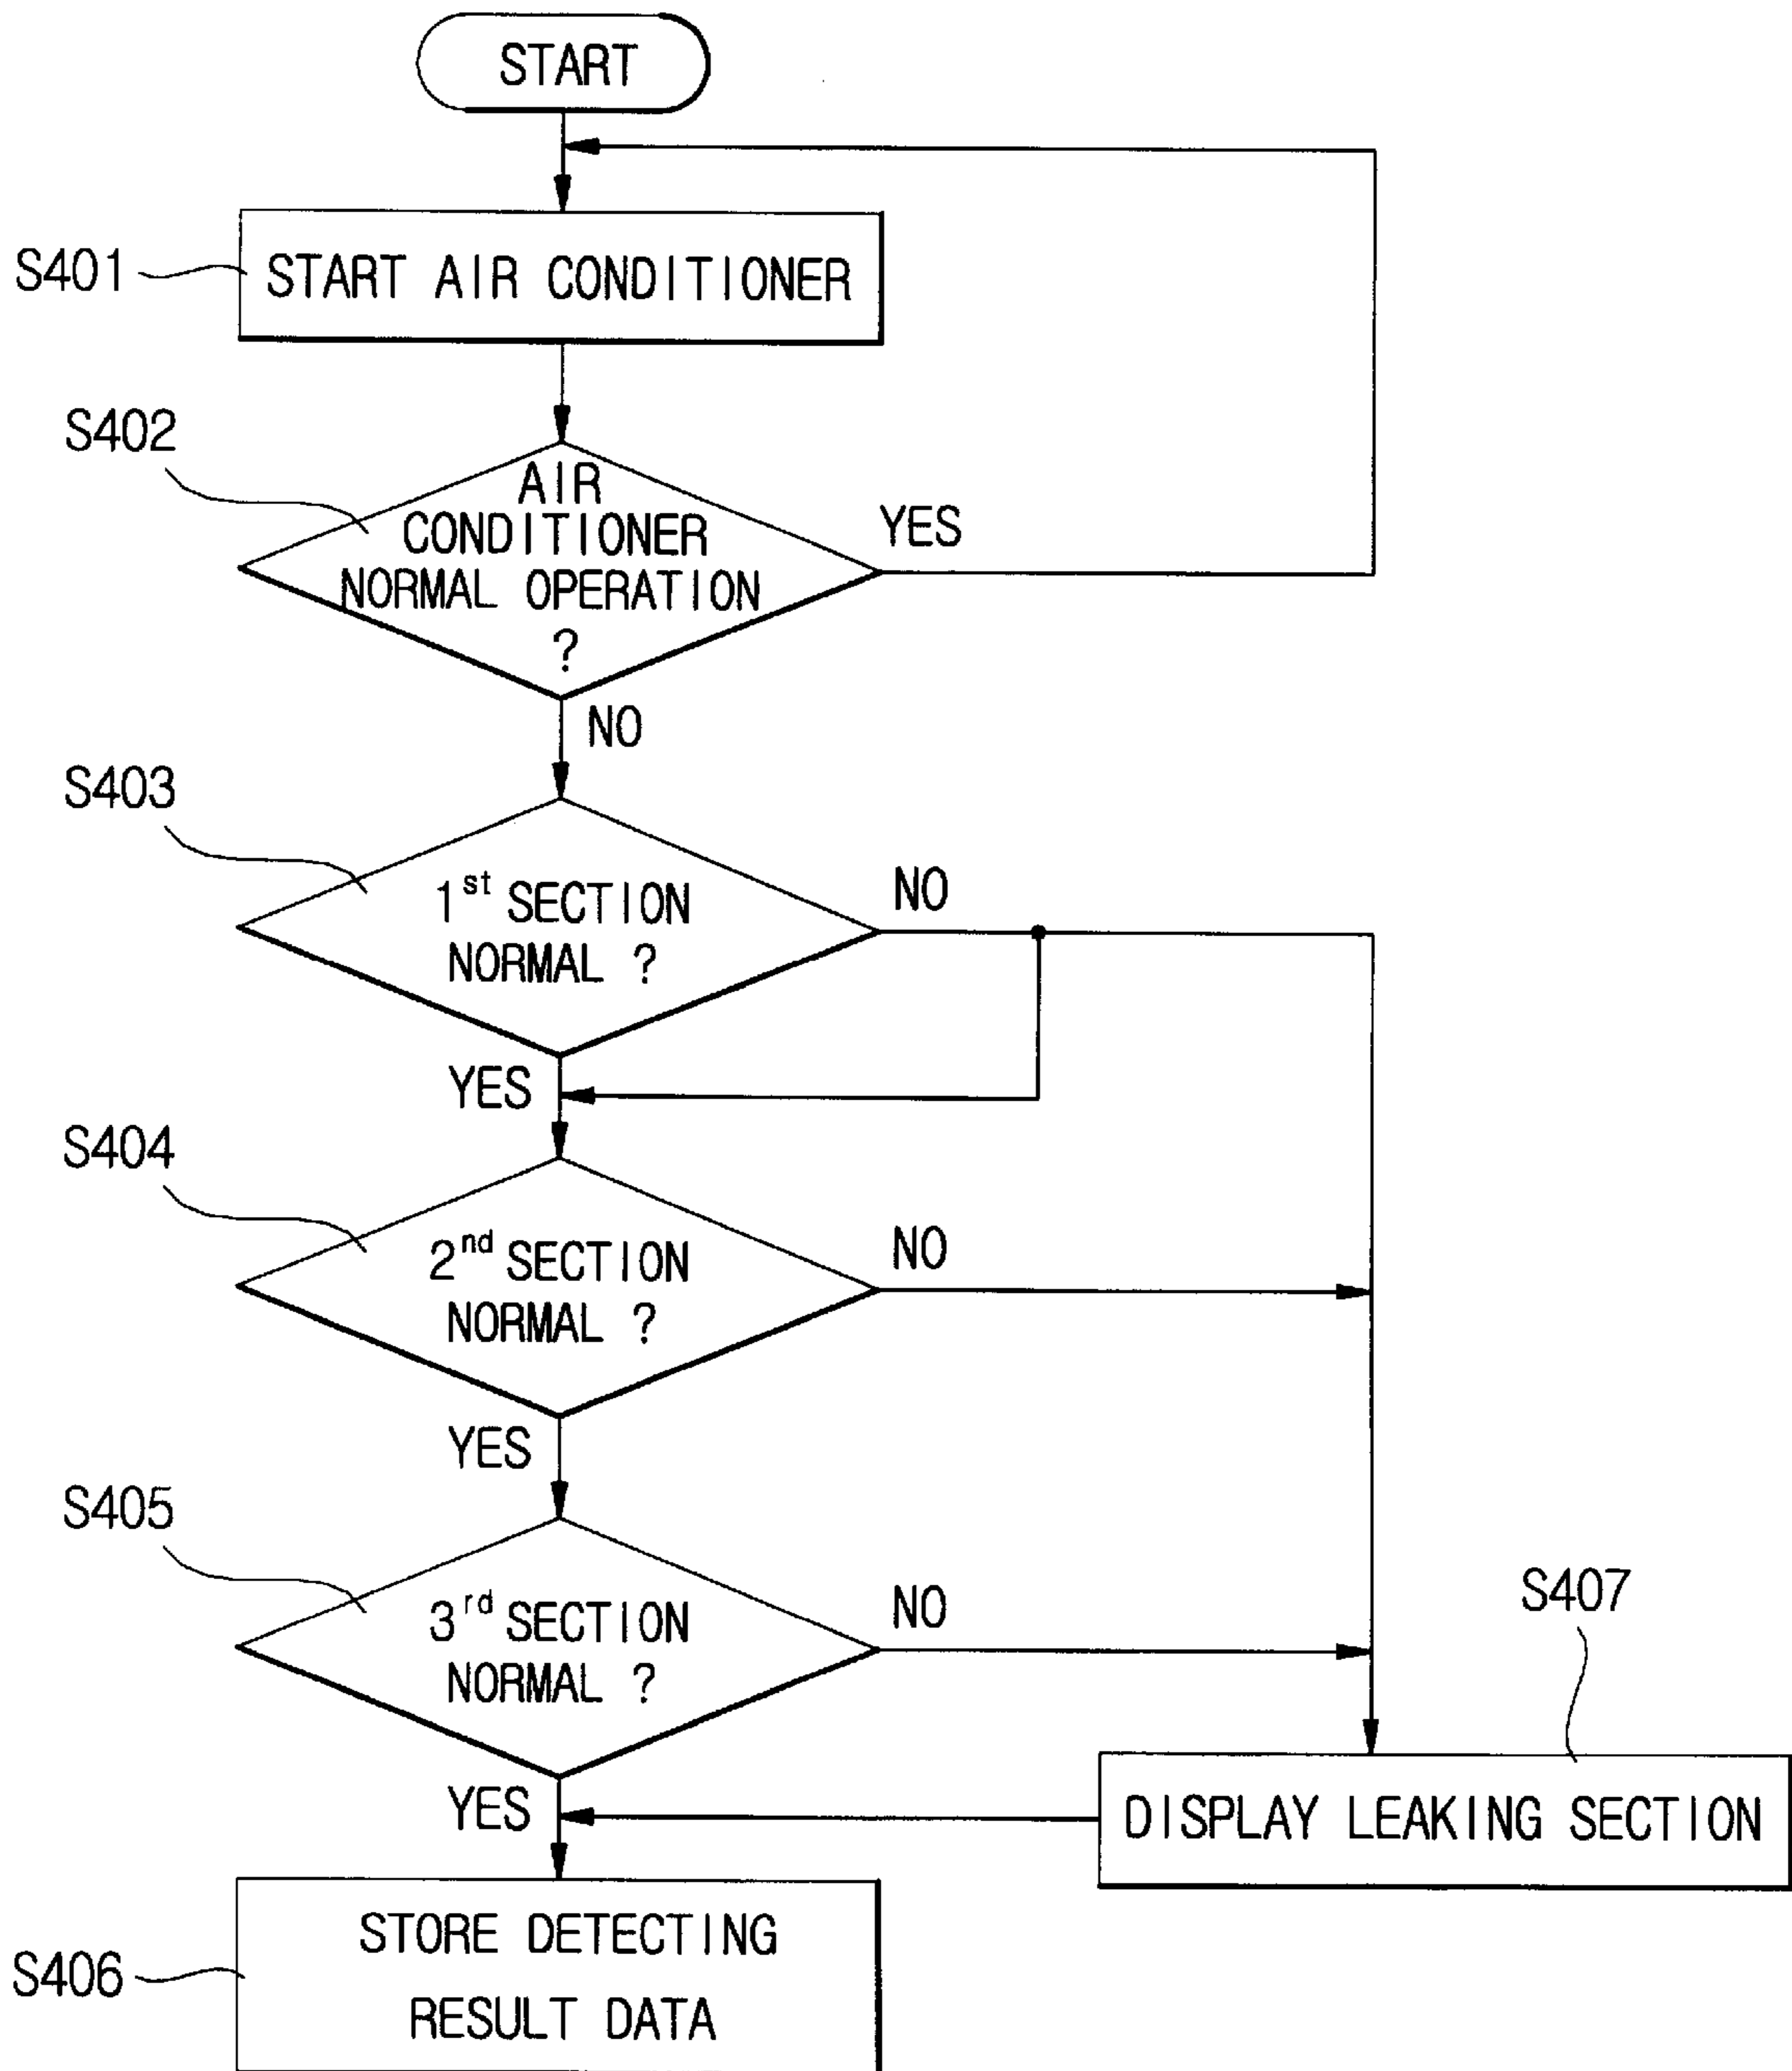 START
S401
START AIR CONDITIONER
S402
AIR
CONDITIONER
NORMAL OPERATION
?
YES
NO
S403
1st SECTION
NORMAL ?
NO
YES
S404
2nd SECTION
NORMAL ?
NO
YES
S405
3rd SECTION
NORMAL ?
NO
S407
YES
DISPLAY LEAKING SECTION
S406
STORE DETECTING
RESULT DATA